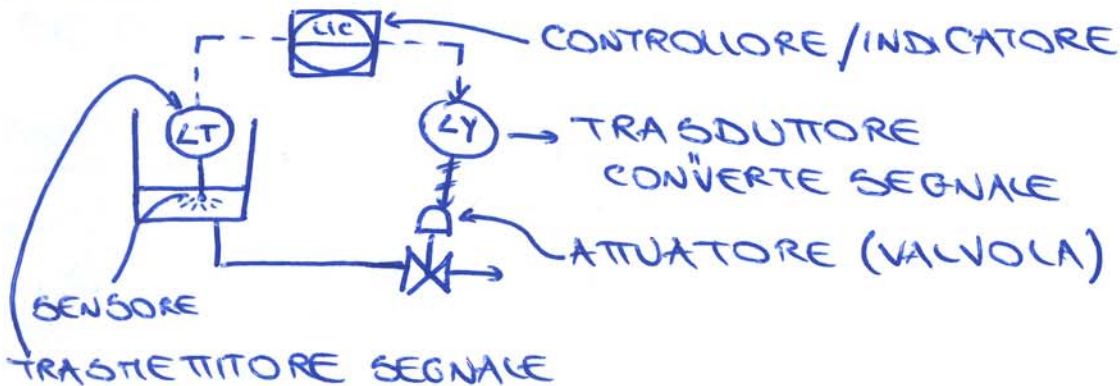 LIC
CONTROLLORE / INDICATORE
LT
LY
TRASDUTTORE
CONVERTE SEGNALE
ATTUATORE (VALVOLA)
SENSORE
TRASMETTITORE SEGNALE